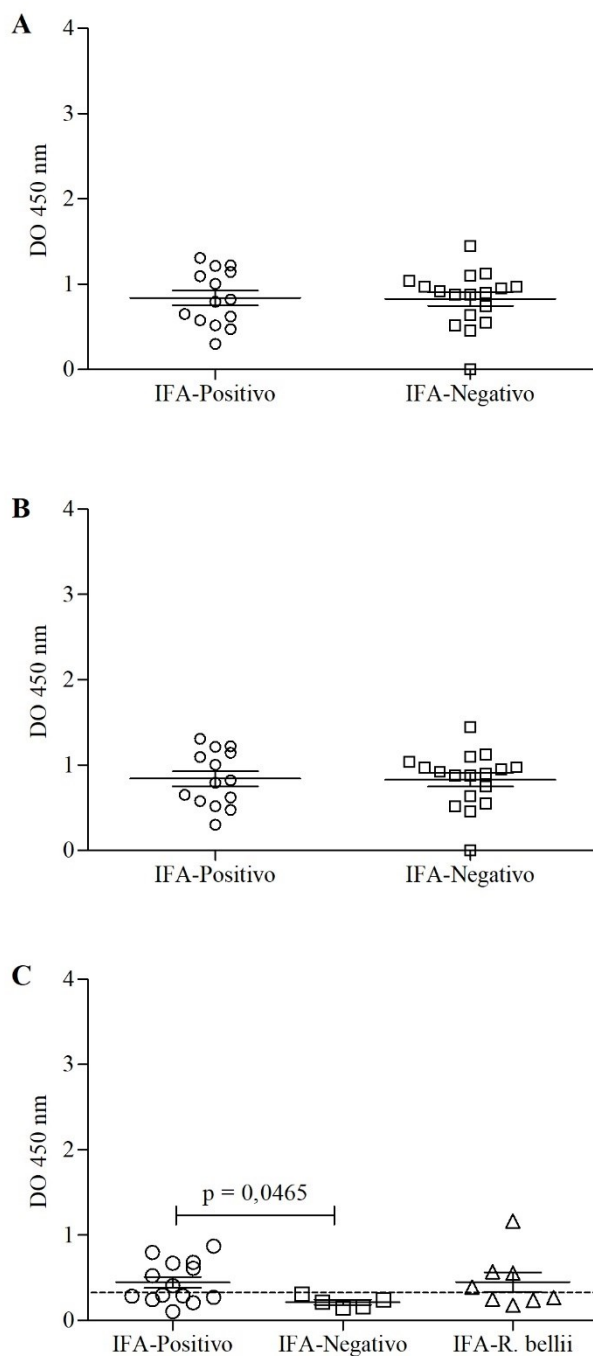 A
4
3
2
1
0
DO 450 nm
IFA-Positivo IFA-Negativo
B
4
3
2
1
0
DO 450 nm
IFA-Positivo IFA-Negativo
C
4
3
2
1
0
DO 450 nm
p = 0,0465
IFA-Positivo IFA-Negativo IFA-R. bellii